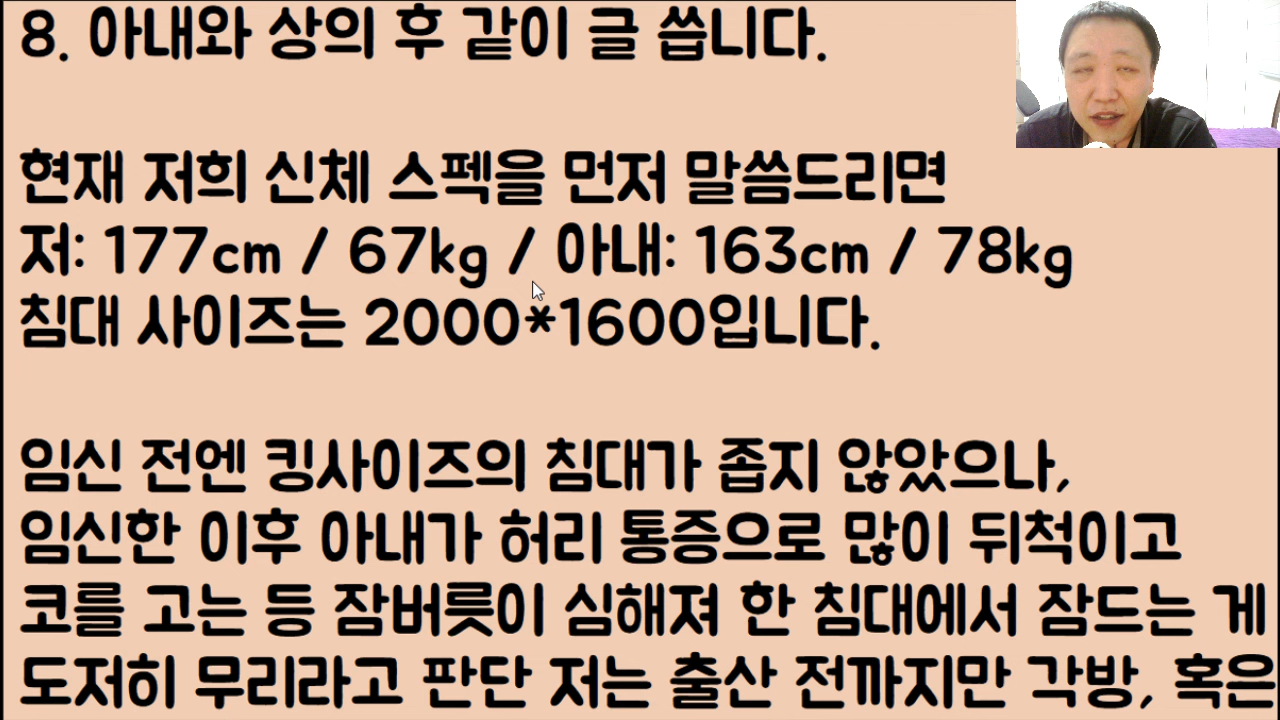 8. 아내와 상의 후 같이 글 씁니다.
현재 저희 신체 스펙을 먼저 말씀드리면
저: 177cm / 67kg / 아내: 163cm / 78kg
침대 사이즈는 2000*1600입니다.
임신 전엔 킹사이즈의 침대가 좁지 않았으나,
임신한 이후 아내가 허리 통증으로 많이 뒤척이고
코를 고는 등 잠버릇이 심해져 한 침대에서 잠드는 게
도저히 무리라고 판단 저는 출산 전까지만 각방, 혹은